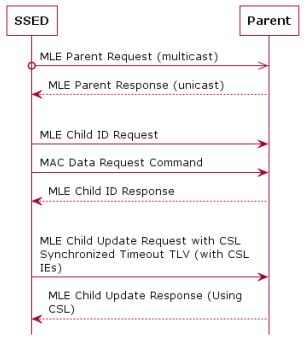 SSED Parent
MLE Parent Request (multicast)
MLE Parent Response (unicast)
MLE Child ID Request
MAC Data Request Command
MLE Child ID Response
MLE Child Update Request with CSL
Synchronized Timeout TLV (with CSL
IEs)
MLE Child Update Response (Using
CSL)